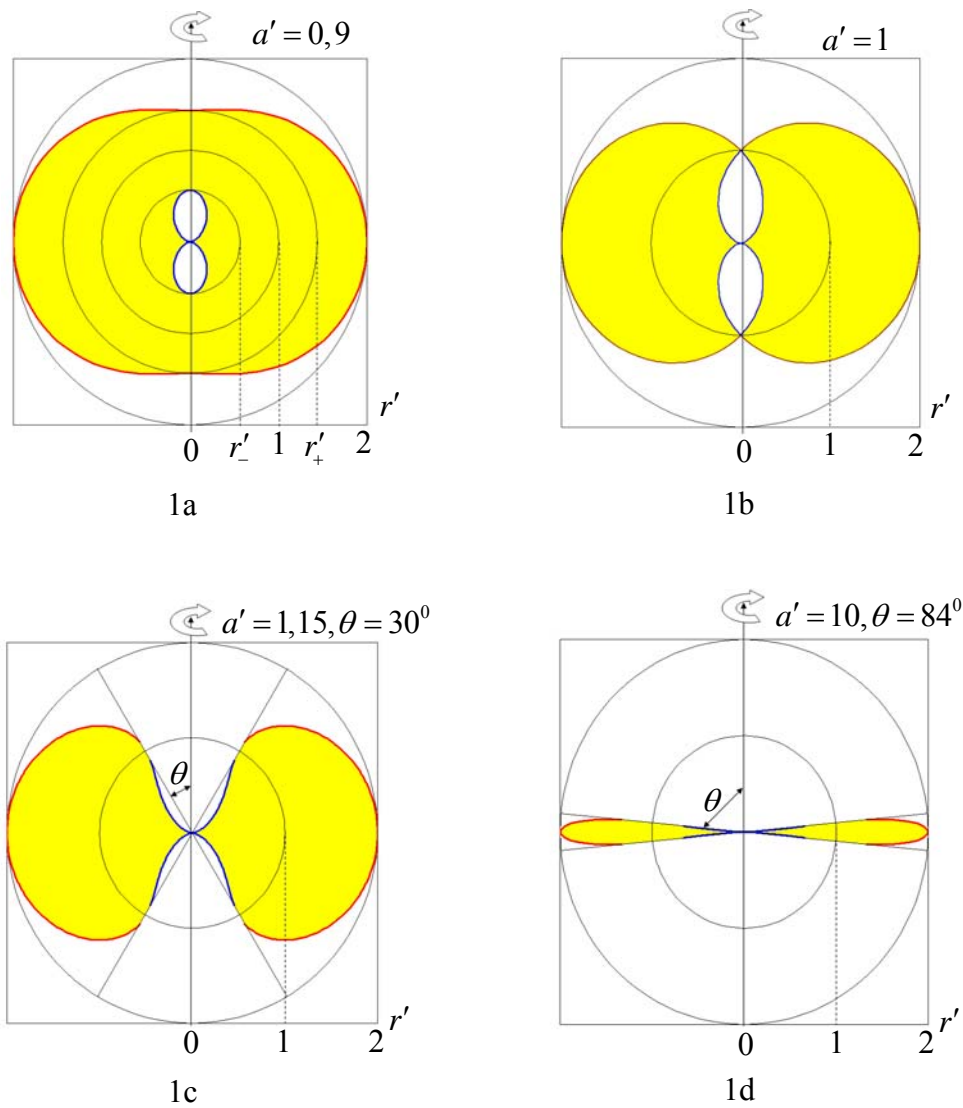 a′ = 0,9
r′
0 r′₋ 1 r′₊ 2
1a
a′ = 1
r′
0 1 2
1b
a′ = 1,15, θ = 30⁰
θ
r′
0 1 2
1c
a′ = 10, θ = 84⁰
θ
r′
0 1 2
1d